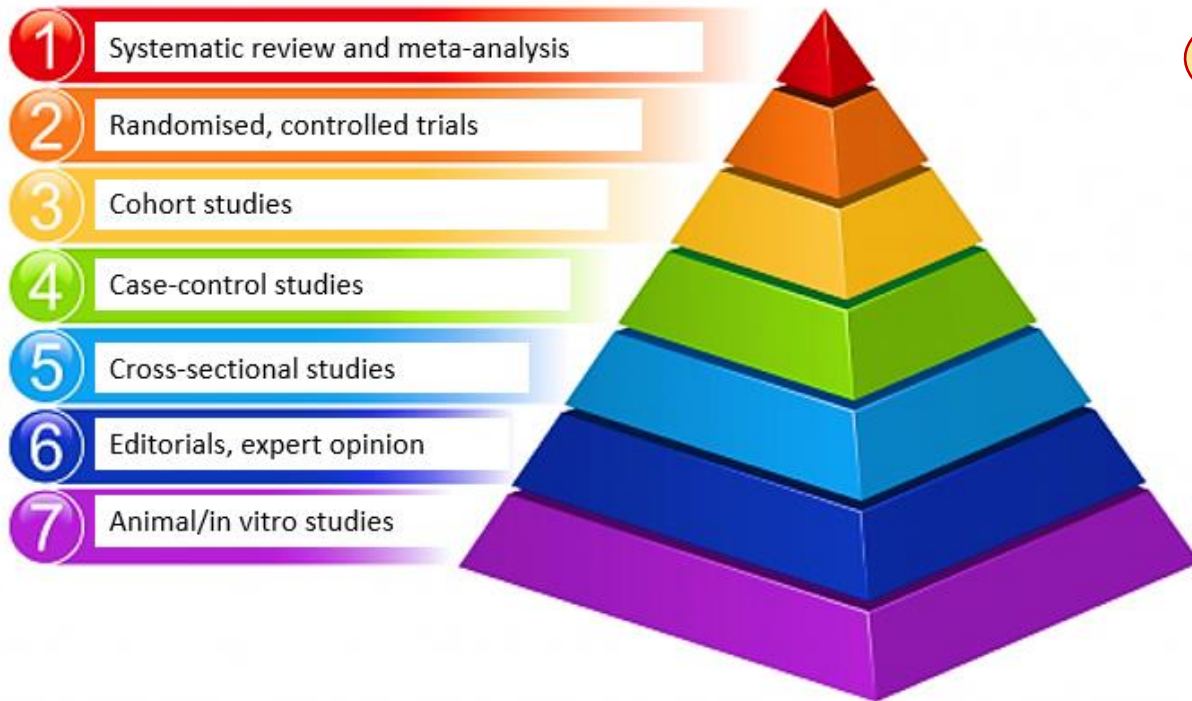 1 Systematic review and meta-analysis
2 Randomised, controlled trials
3 Cohort studies
4 Case-control studies
5 Cross-sectional studies
6 Editorials, expert opinion
7 Animal/in vitro studies